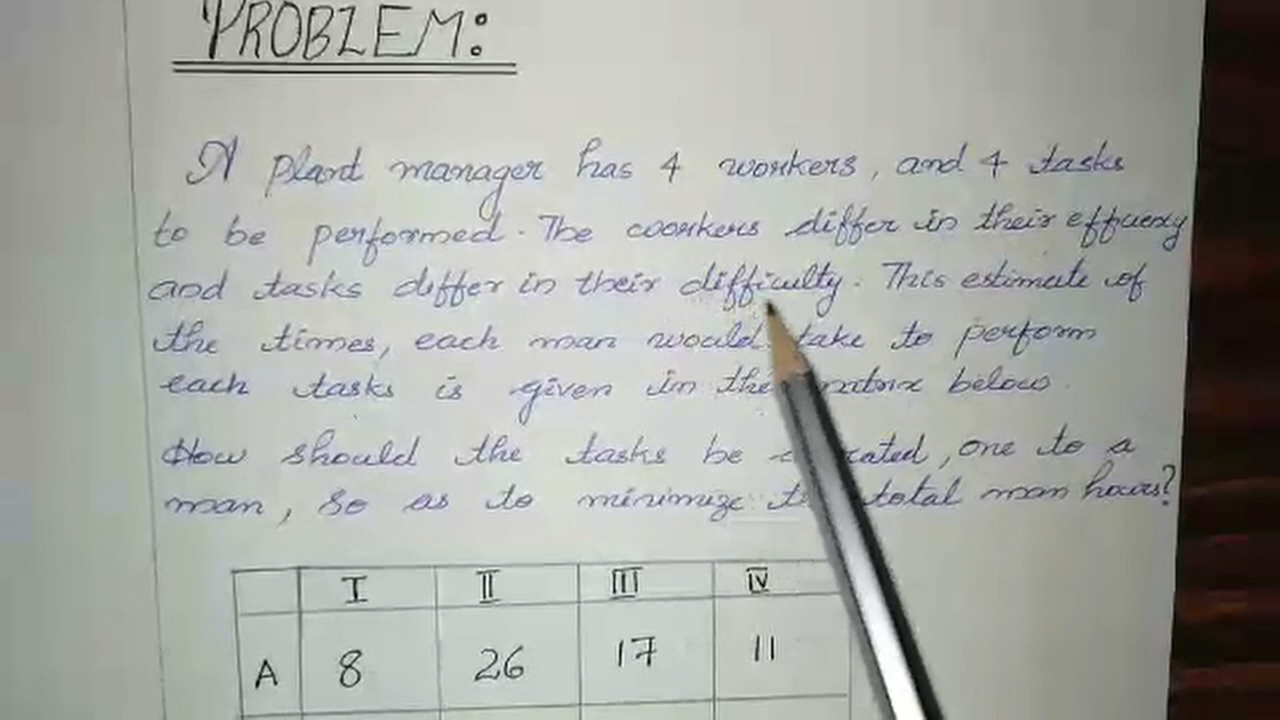 PROBLEM:
A plant manager has 4 workers, and 4 tasks
to be performed. The workers differ in their
and tasks differ in their difficulty. This estimate of
the times, each man would take to perform
each tasks is given in the below.
How should the tasks be , one to a
man, so as to minimize total man hours?
I II III IV
A 8 26 17 11